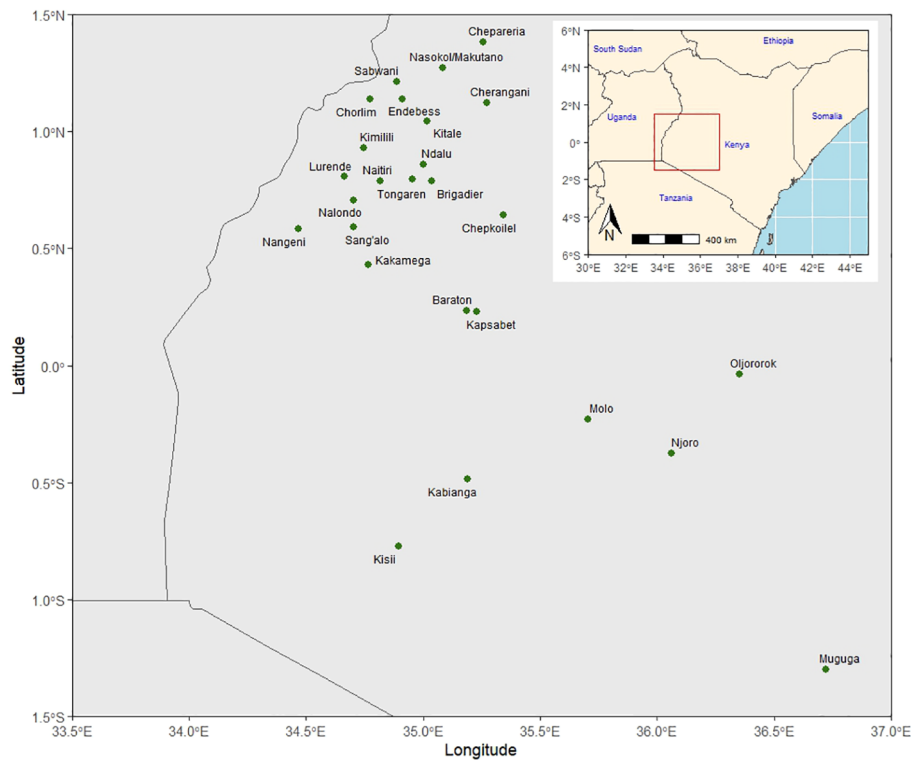 1.5°N
1.0°N
0.5°N
0.0°
0.5°S
1.0°S
1.5°S
Latitude
33.5°E
34.0°E
34.5°E
35.0°E
35.5°E
36.0°E
36.5°E
37.0°E
Longitude
Chepareria
Nasokol/Makutano
Sabwani
Cherangani
Chorlim
Endebess
Kitale
Kimilili
Ndalu
Lurende
Naitiri
Tongaren
Brigadier
Nalondo
Chepkoilel
Nangeni
Sang'alo
Kakamega
Baraton
Kapsabet
Oljororok
Molo
Njoro
Kabianga
Kisii
Muguga
6°N
4°N
2°N
0°
2°S
4°S
6°S
30°E
32°E
34°E
36°E
38°E
40°E
42°E
44°E
South Sudan
Ethiopia
Uganda
Somalia
Kenya
Tanzania
N
400 km